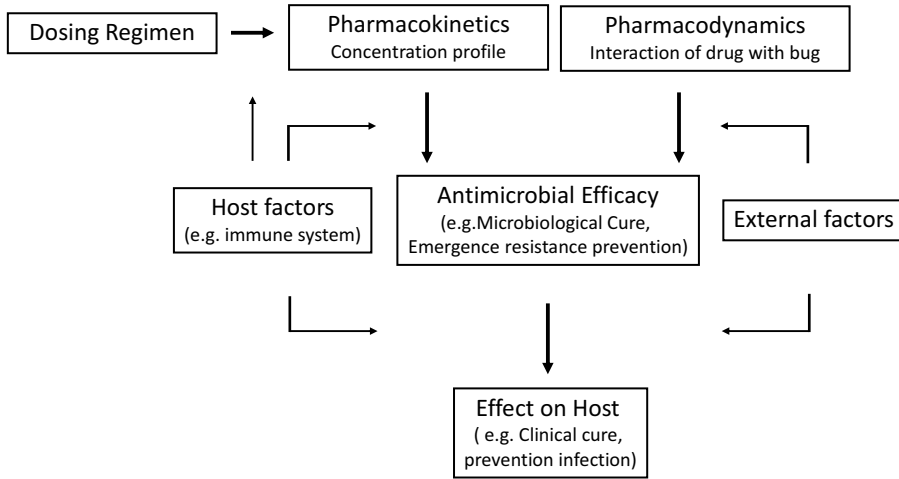 Dosing Regimen
Pharmacokinetics
Concentration profile
Pharmacodynamics
Interaction of drug with bug
Host factors
(e.g. immune system)
Antimicrobial Efficacy
(e.g.Microbiological Cure,
Emergence resistance prevention)
External factors
Effect on Host
( e.g. Clinical cure,
prevention infection)